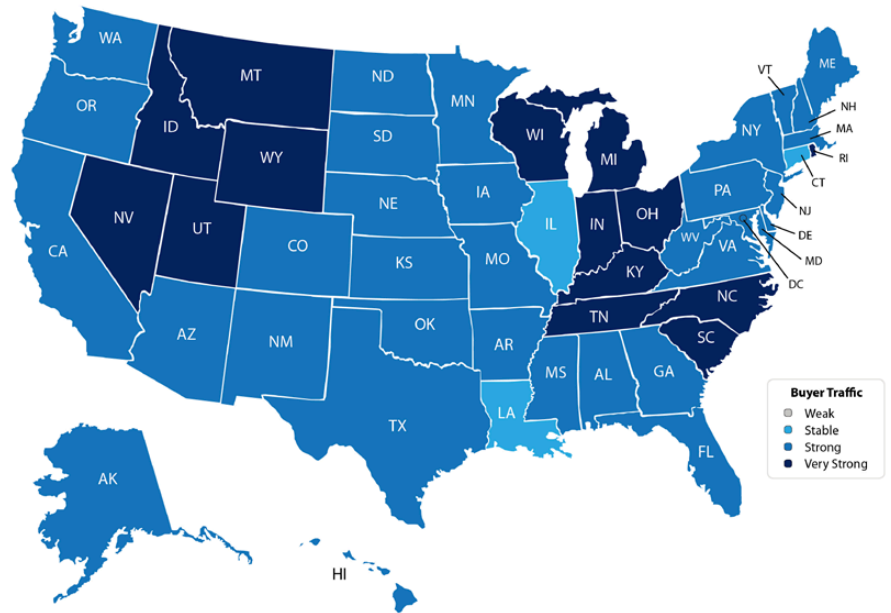 WA
MT
ND
MN
ME
VT
OR
ID
SD
WI
NY
NH
MA
WY
MI
RI
CT
IA
PA
NV
NE
IL
IN
OH
NJ
UT
CO
WV
DE
CA
KS
MO
VA
MD
KY
DC
NC
OK
TN
AZ
NM
AR
SC
MS
AL
GA
TX
LA
FL
AK
HI
Buyer Traffic
Weak
Stable
Strong
Very Strong